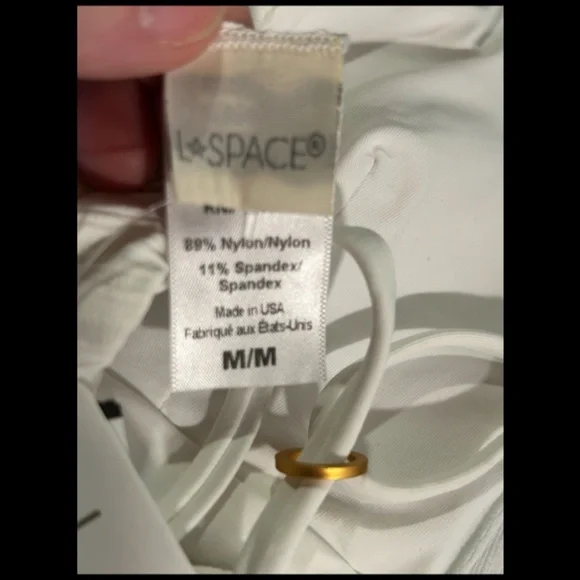 L*SPACE®
89% Nylon/Nylon
11% Spandex/
Spandex
Made in USA
Fabriqué aux États-Unis
M/M